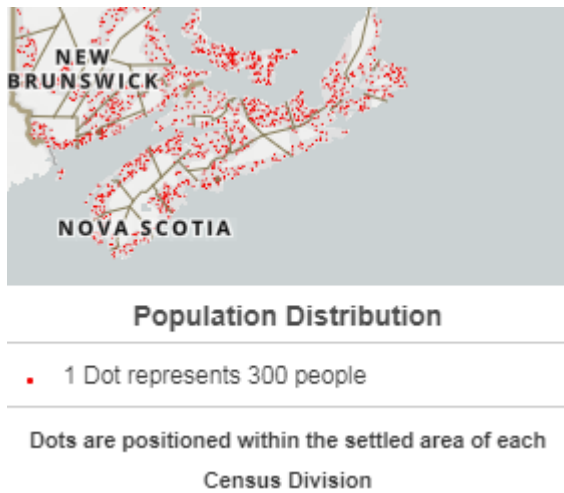 NEW
BRUNSWICK
NOVA SCOTIA
Population Distribution
1 Dot represents 300 people
Dots are positioned within the settled area of each
Census Division